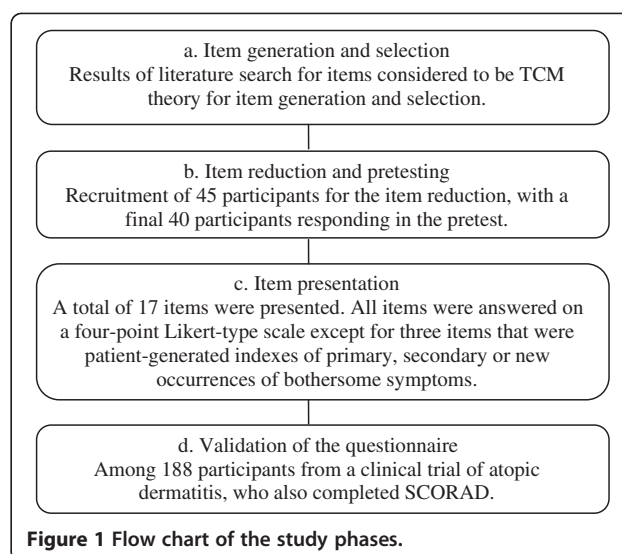 a. Item generation and selection
Results of literature search for items considered to be TCM
theory for item generation and selection.
b. Item reduction and pretesting
Recruitment of 45 participants for the item reduction, with a
final 40 participants responding in the pretest.
c. Item presentation
A total of 17 items were presented. All items were answered on
a four-point Likert-type scale except for three items that were
patient-generated indexes of primary, secondary or new
occurrences of bothersome symptoms.
d. Validation of the questionnaire
Among 188 participants from a clinical trial of atopic
dermatitis, who also completed SCORAD.
Figure 1 Flow chart of the study phases.